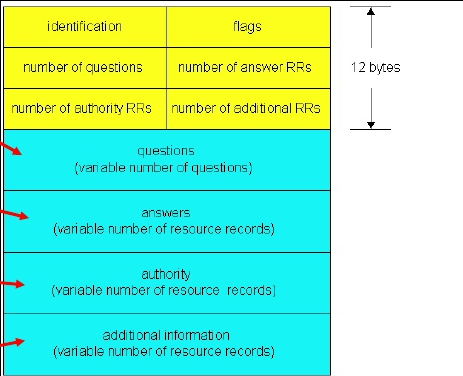 identification flags
number of questions number of answer RRs 12 bytes
number of authority RRs number of additional RRs
questions
(variable number of questions)
answers
(variable number of resource records)
authority
(variable number of resource records)
additional information
(variable number of resource records)